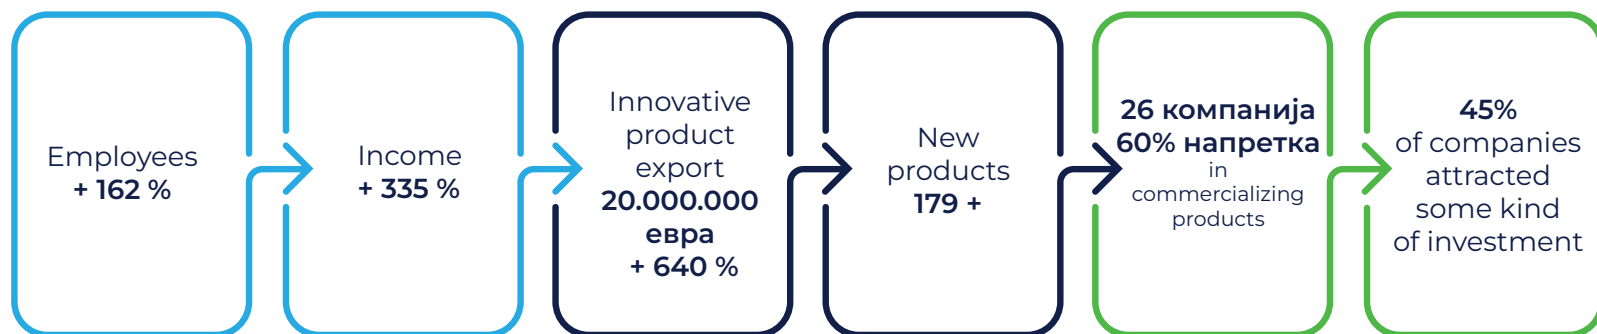 Employees
+ 162 %
Income
+ 335 %
Innovative
product
export
20.000.000
евра
+ 640 %
New
products
179 +
26 компанија
60% напретка
in
commercializing
products
45%
of companies
attracted
some kind
of investment